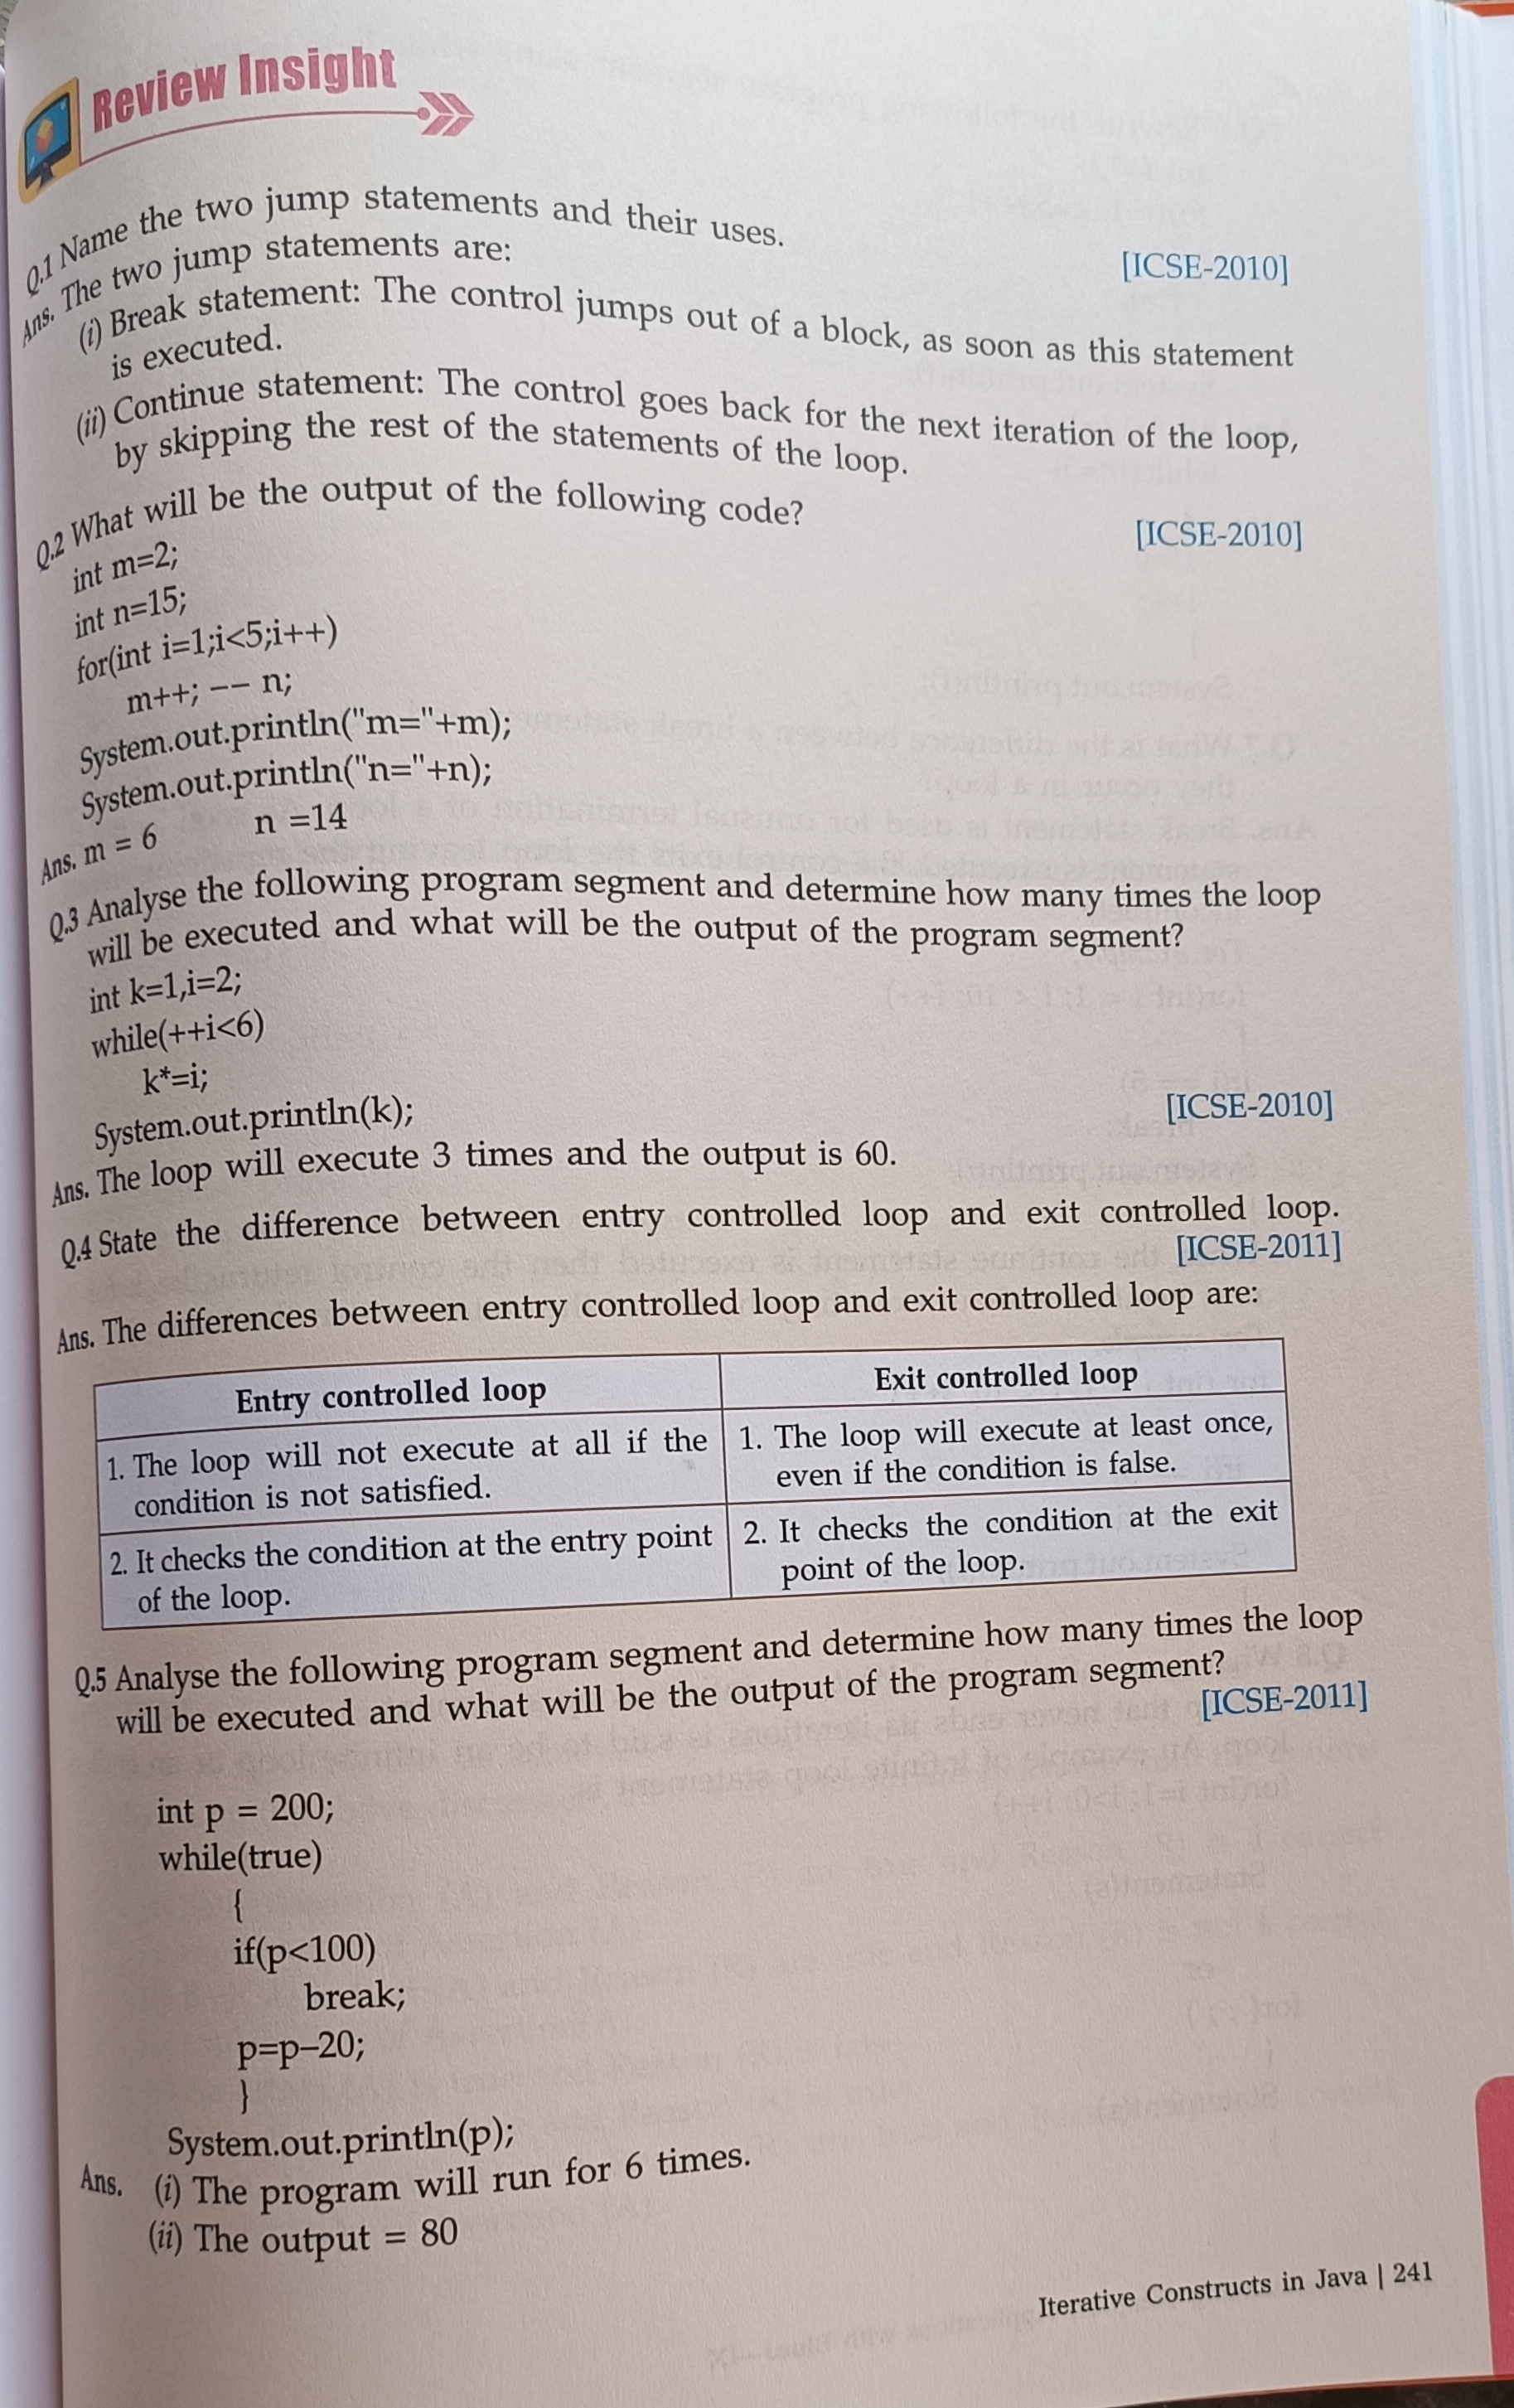 Review Insight
Q.1 Name the two jump statements and their uses.
[ICSE-2010]
Ans. The two jump statements are:
(i) Break statement: The control jumps out of a block, as soon as this statement
is executed.
(ii) Continue statement: The control goes back for the next iteration of the loop,
by skipping the rest of the statements of the loop.
Q.2 What will be the output of the following code?
[ICSE-2010]
int m=2;
int n=15;
for(int i=1;i<5;i++)
m++; –– n;
System.out.println("m="+m);
System.out.println("n="+n);
Ans. m = 6 n =14
Q.3 Analyse the following program segment and determine how many times the loop
will be executed and what will be the output of the program segment?
int k=1,i=2;
while(++i<6)
k*=i;
System.out.println(k);
[ICSE-2010]
Ans. The loop will execute 3 times and the output is 60.
Q.4 State the difference between entry controlled loop and exit controlled loop.
[ICSE-2011]
Ans. The differences between entry controlled loop and exit controlled loop are:
Entry controlled loop
Exit controlled loop
1. The loop will not execute at all if the
condition is not satisfied.
1. The loop will execute at least once,
even if the condition is false.
2. It checks the condition at the entry point
of the loop.
2. It checks the condition at the exit
point of the loop.
Q.5 Analyse the following program segment and determine how many times the loop
will be executed and what will be the output of the program segment?
[ICSE-2011]
int p = 200;
while(true)
{
if(p<100)
break;
p=p–20;
}
System.out.println(p);
Ans. (i) The program will run for 6 times.
(ii) The output = 80
Iterative Constructs in Java | 241